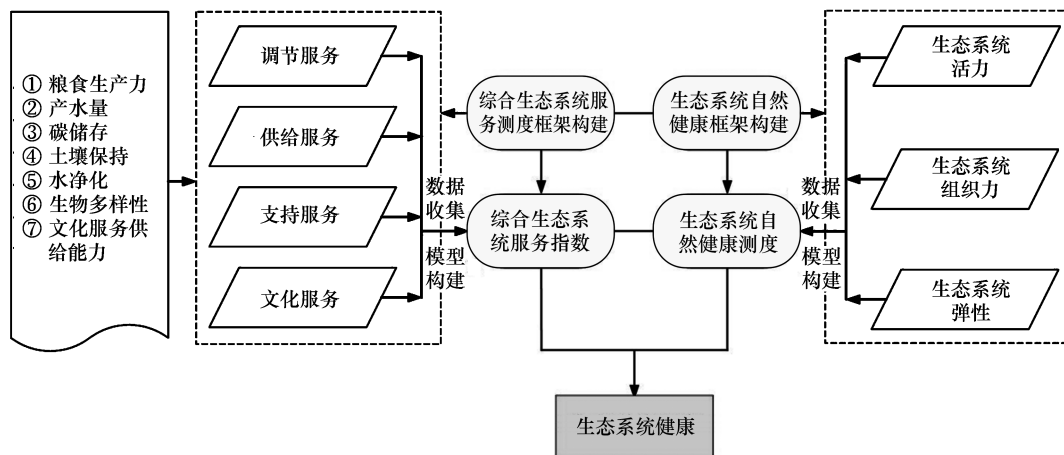 ① 粮食生产力
② 产水量
③ 碳储存
④ 土壤保持
⑤ 水净化
⑥ 生物多样性
⑦ 文化服务供
给能力
调节服务
供给服务
支持服务
文化服务
数据
收集
模型
构建
综合生态系统服
务测度框架构建
生态系统自然
健康框架构建
综合生态系
统服务指数
生态系统自
然健康测度
数据
收集
模型
构建
生态系统
活力
生态系统
组织力
生态系统
弹性
生态系统健康